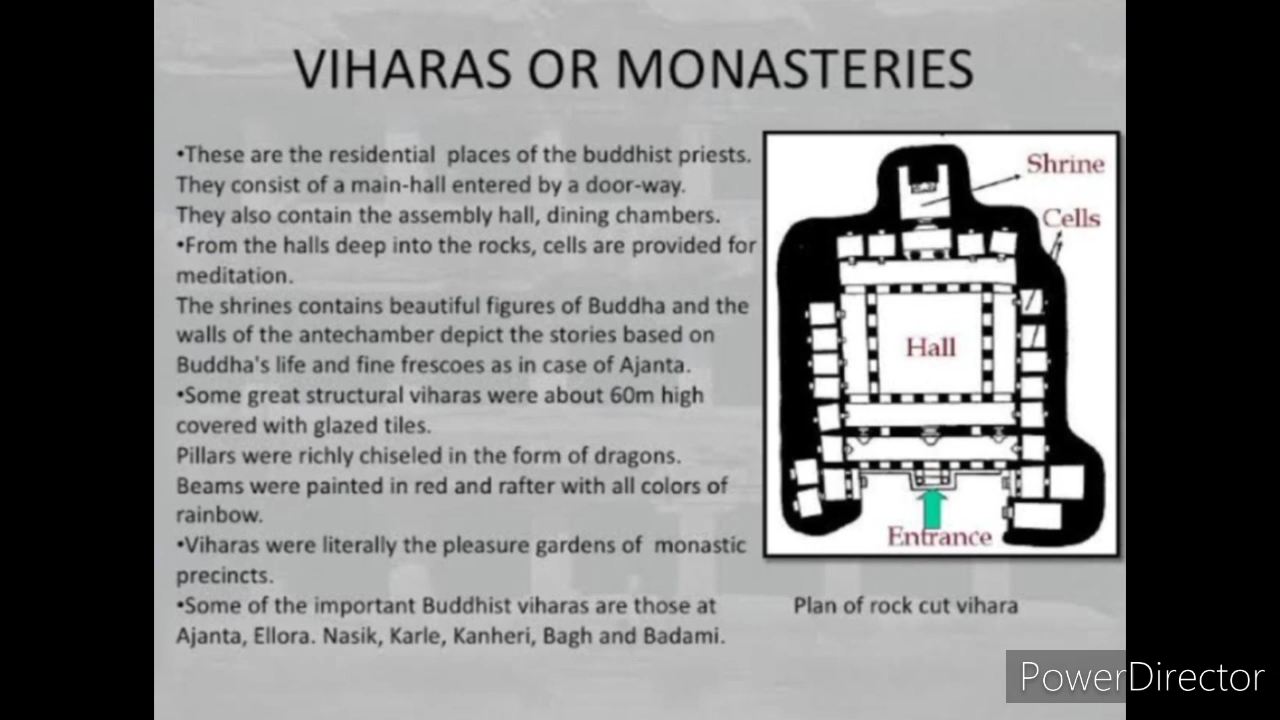 VIHARAS OR MONASTERIES
•These are the residential places of the buddhist priests.
They consist of a main-hall entered by a door-way.
They also contain the assembly hall, dining chambers.
•From the halls deep into the rocks, cells are provided for
meditation.
The shrines contains beautiful figures of Buddha and the
walls of the antechamber depict the stories based on
Buddha's life and fine frescoes as in case of Ajanta.
•Some great structural viharas were about 60m high
covered with glazed tiles.
Pillars were richly chiseled in the form of dragons.
Beams were painted in red and rafter with all colors of
rainbow.
•Viharas were literally the pleasure gardens of monastic
precincts.
•Some of the important Buddhist viharas are those at
Ajanta, Ellora. Nasik, Karle, Kanheri, Bagh and Badami.
Shrine
Cells
Hall
Entrance
Plan of rock cut vihara
PowerDirector